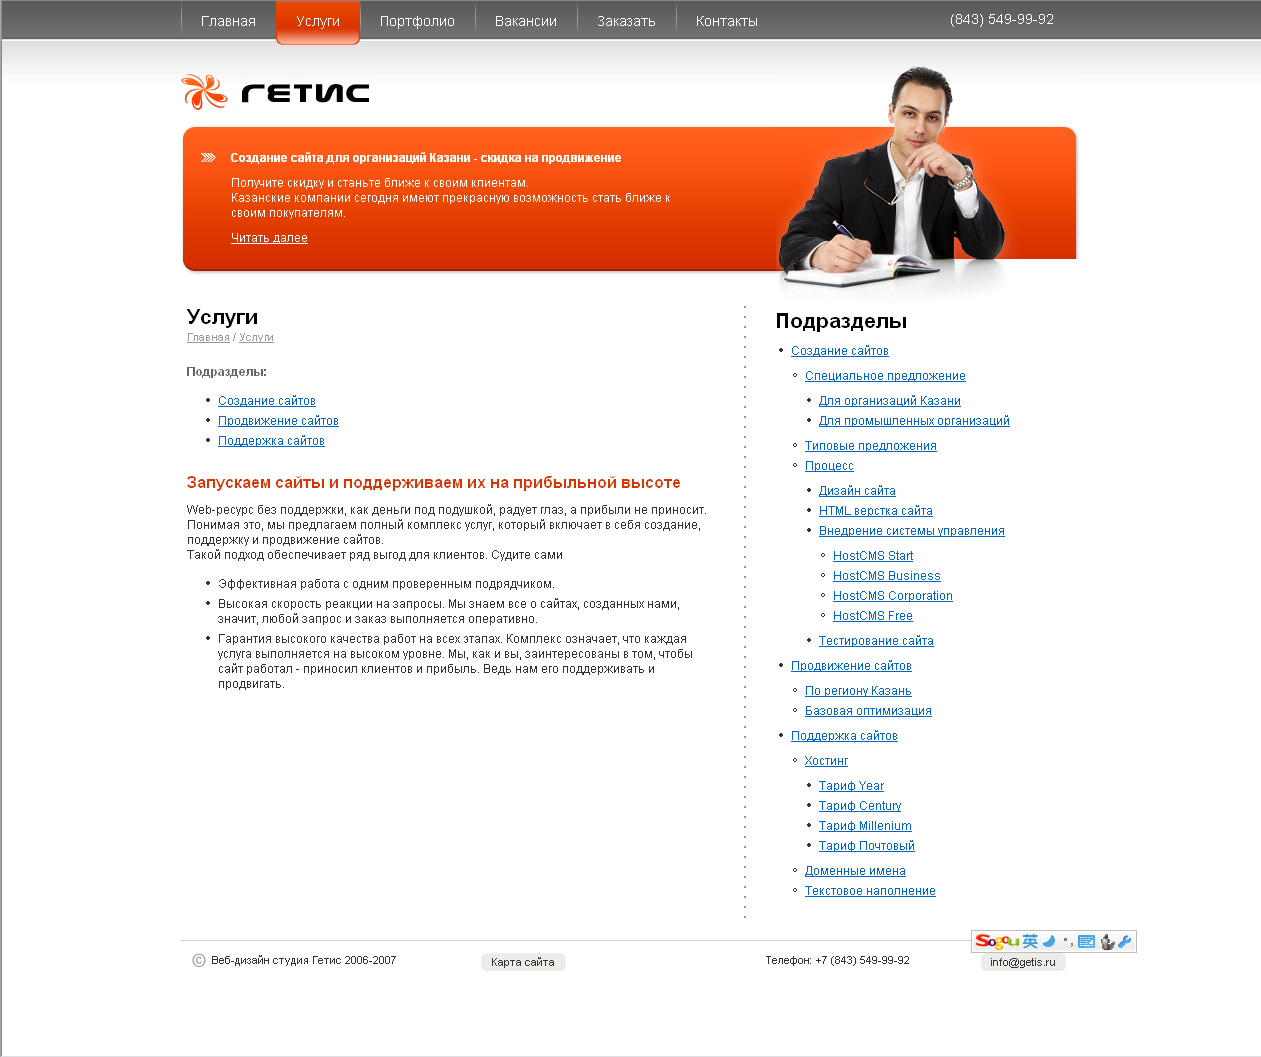 Главная
Услуги
Портфолио
Вакансии
Заказать
Контакты
(843) 549-99-92
ГЕТИС
Создание сайта для организаций Казани - скидка на продвижение
Получите скидку и станьте ближе к своим клиентам.
Казанские компании сегодня имеют прекрасную возможность стать ближе к
своим покупателям.
Читать далее
Услуги
Главная / Услуги
Подразделы:
Создание сайтов
Продвижение сайтов
Поддержка сайтов
Запускаем сайты и поддерживаем их на прибыльной высоте
Web-ресурс без поддержки, как деньги под подушкой, радует глаз, а прибыли не приносит.
Понимая это, мы предлагаем полный комплекс услуг, который включает в себя создание,
поддержку и продвижение сайтов.
Такой подход обеспечивает ряд выгод для клиентов. Судите сами
Эффективная работа с одним проверенным подрядчиком.
Высокая скорость реакции на запросы. Мы знаем все о сайтах, созданных нами,
значит, любой запрос и заказ выполняется оперативно.
Гарантия высокого качества работ на всех этапах. Комплекс означает, что каждая
услуга выполняется на высоком уровне. Мы, как и вы, заинтересованы в том, чтобы
сайт работал - приносил клиентов и прибыль. Ведь нам его поддерживать и
продвигать.
Подразделы
Создание сайтов
Специальное предложение
Для организаций Казани
Для промышленных организаций
Типовые предложения
Процесс
Дизайн сайта
HTML верстка сайта
Внедрение системы управления
HostCMS Start
HostCMS Business
HostCMS Corporation
HostCMS Free
Тестирование сайта
Продвижение сайтов
По региону Казань
Базовая оптимизация
Поддержка сайтов
Хостинг
Тариф Year
Тариф Century
Тариф Millenium
Тариф Почтовый
Доменные имена
Текстовое наполнение
Sogou 英
© Веб-дизайн студия Гетис 2006-2007
Карта сайта
Телефон: +7 (843) 549-99-92
info@getis.ru